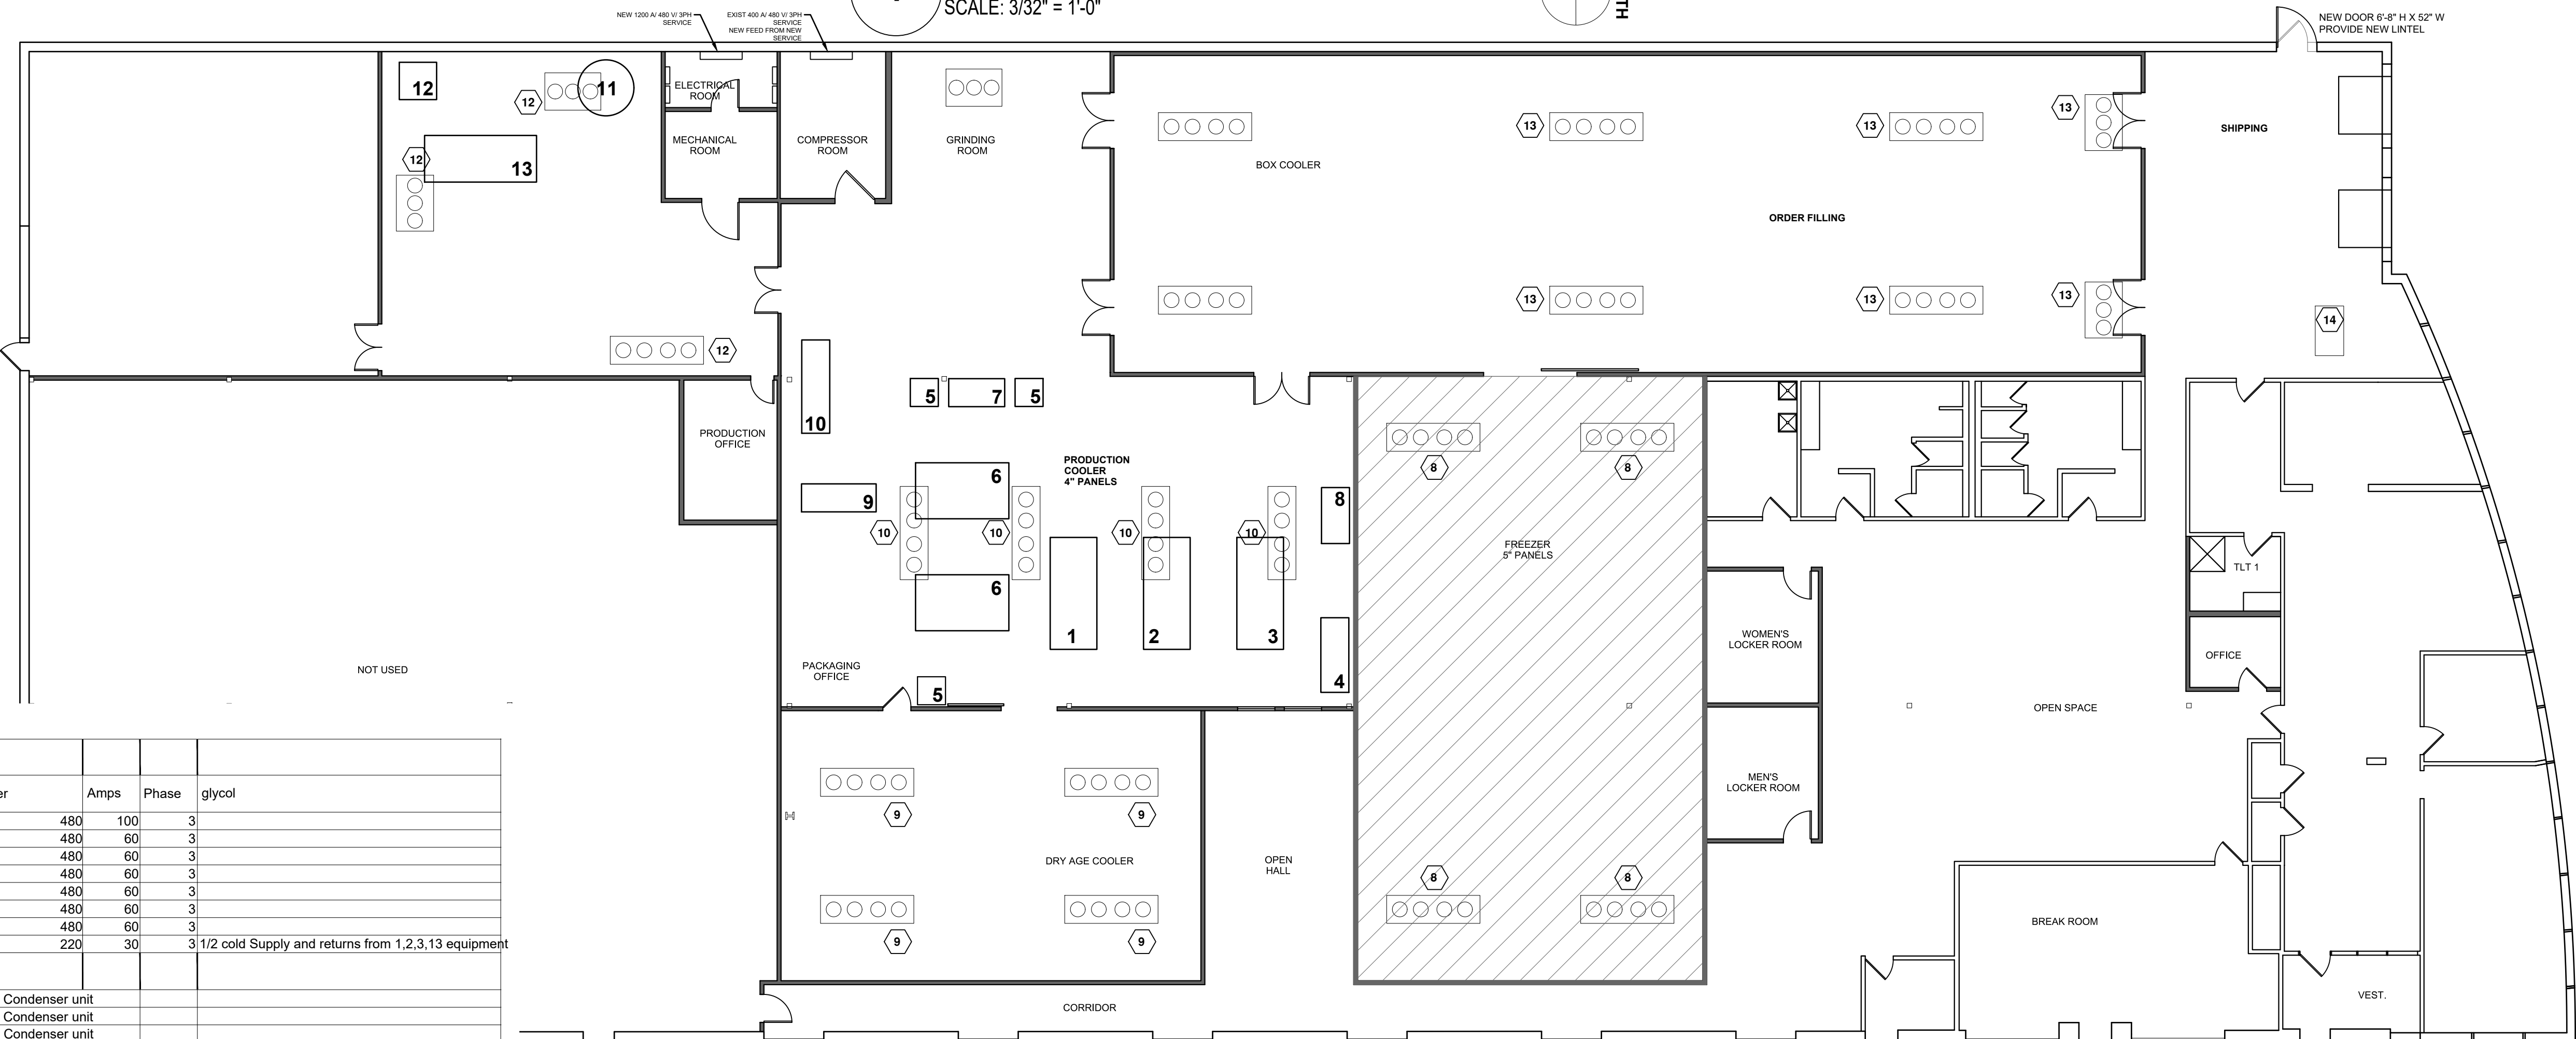 SCALE: 3/32" = 1'-0"
TH
NEW 1200 A/ 480 V/ 3PH
SERVICE
EXIST 400 A/ 480 V/ 3PH
SERVICE
NEW FEED FROM NEW
SERVICE
NEW DOOR 6'-8" H X 52" W
PROVIDE NEW LINTEL
12
12
11
12
13
ELECTRICAL
ROOM
MECHANICAL
ROOM
COMPRESSOR
ROOM
GRINDING
ROOM
BOX COOLER
13
13
13
SHIPPING
ORDER FILLING
13
13
13
14
12
PRODUCTION
OFFICE
10
5
7
5
PRODUCTION
COOLER
4" PANELS
9
6
10
10
10
10
8
6
1
2
3
4
5
PACKAGING
OFFICE
NOT USED
8
8
FREEZER
5" PANELS
8
8
WOMEN'S
LOCKER ROOM
MEN'S
LOCKER ROOM
TLT 1
OFFICE
OPEN SPACE
9
9
DRY AGE COOLER
9
9
OPEN
HALL
BREAK ROOM
VEST.
CORRIDOR
er Amps Phase glycol
480 100 3
480 60 3
480 60 3
480 60 3
480 60 3
480 60 3
480 60 3
220 30 3 1/2 cold Supply and returns from 1,2,3,13 equipment
Condenser unit
Condenser unit
Condenser unit